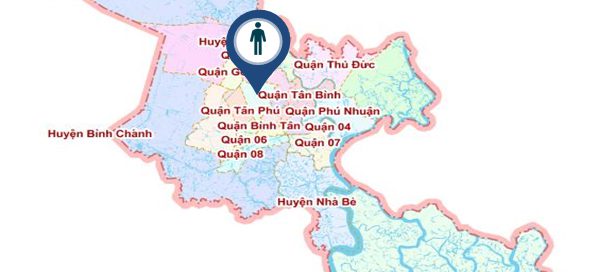 Huyện
Quận Thủ Đức
Quận
Quận Tân Bình
Quận Tân Phú
Quận Phú Nhuận
Quận Bình Tân
Quận 04
Huyện Bình Chánh
Quận 06
Quận 07
Quận 08
Huyện Nhà Bè